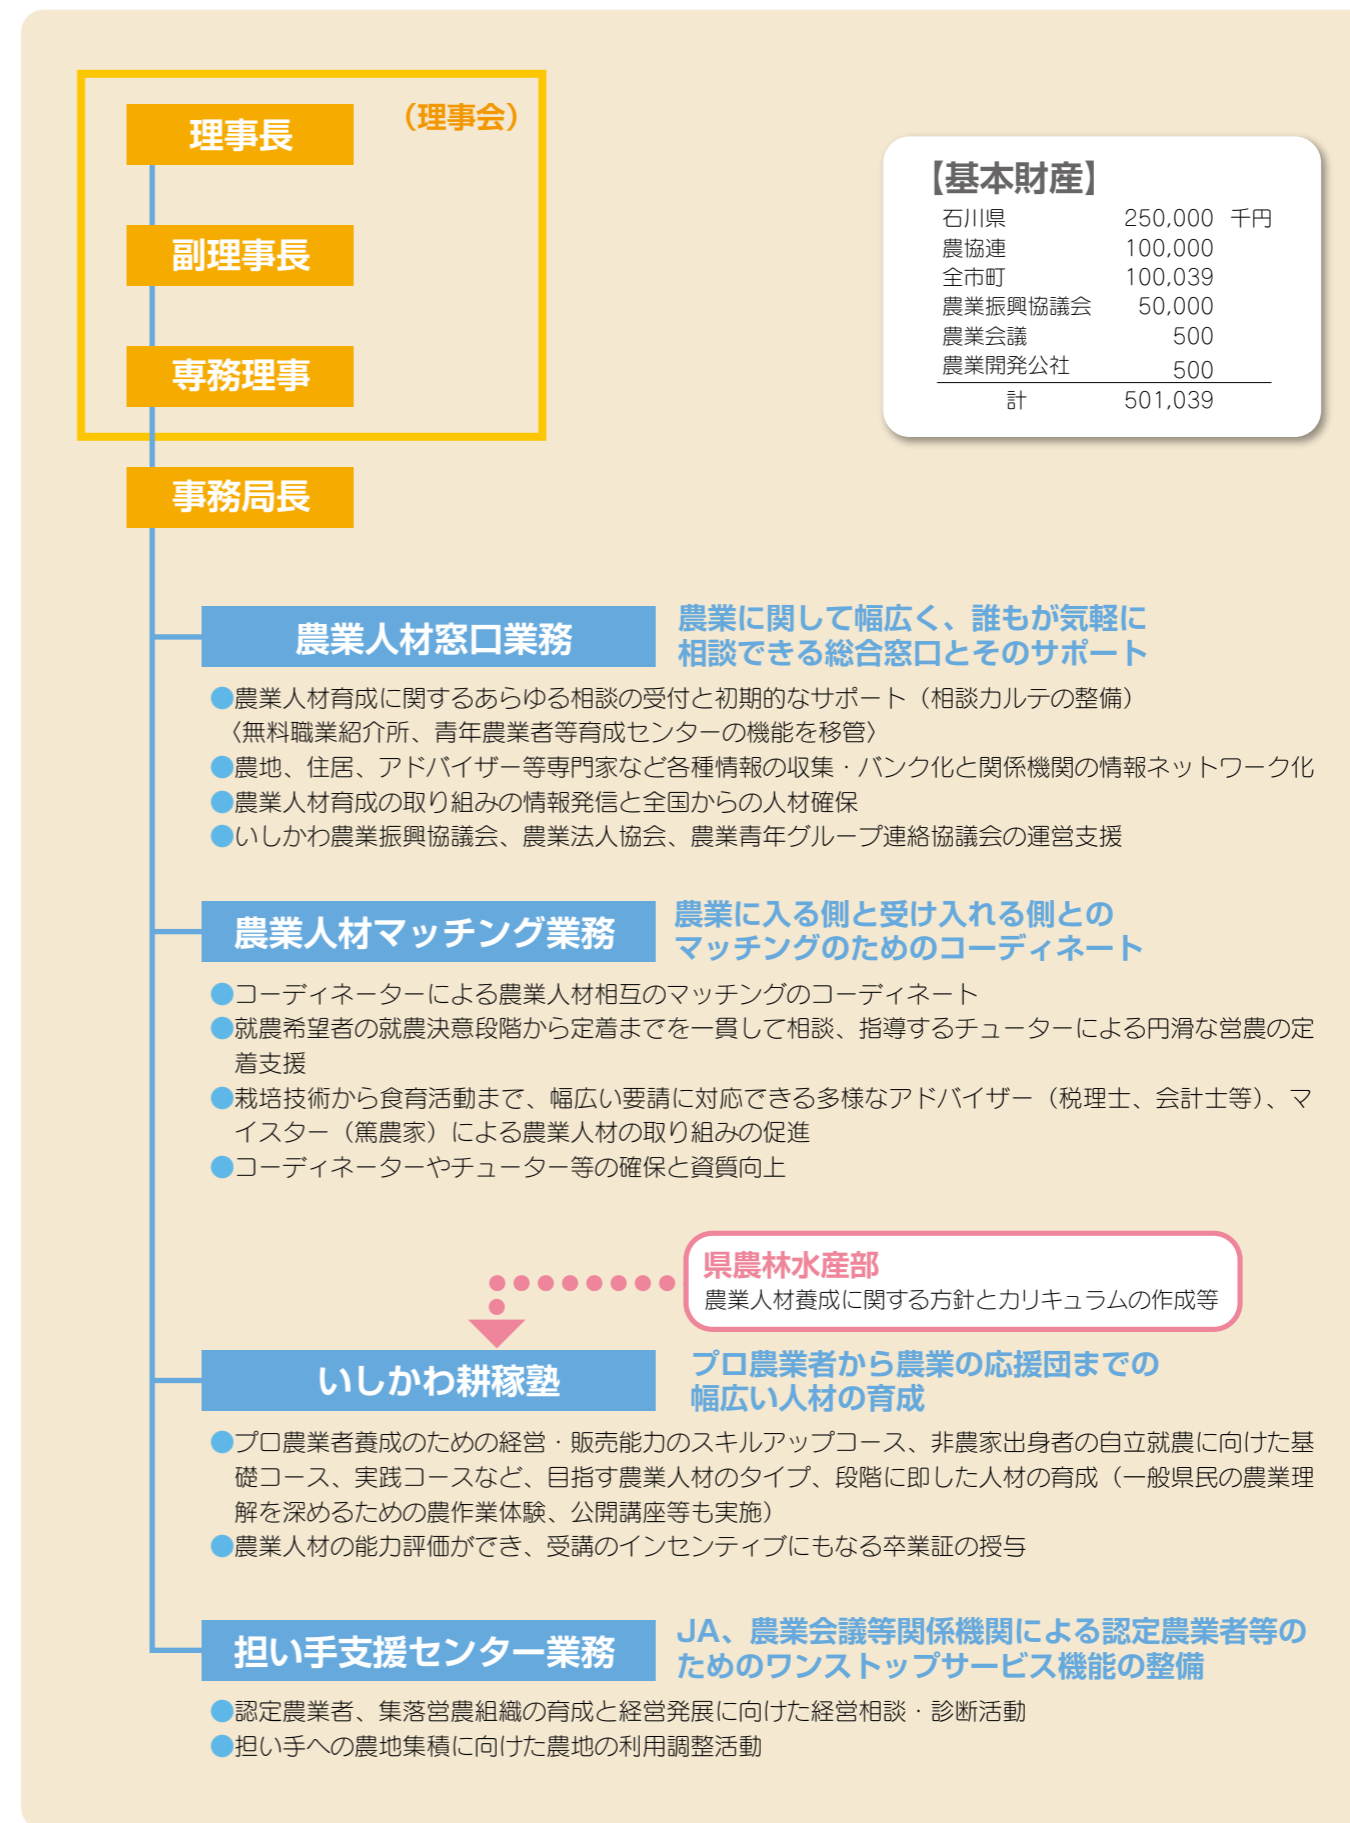 (理事会)
理事長
副理事長
専務理事
事務局長
【基本財産】
石川県 250,000 千円
農協連 100,000
全市町 100,039
農業振興協議会 50,000
農業会議 500
農業開発公社 500
計 501,039
農業人材窓口業務
農業に関して幅広く、誰もが気軽に
相談できる総合窓口とそのサポート
●農業人材育成に関するあらゆる相談の受付と初期的なサポート（相談カルテの整備）
〈無料職業紹介所、青年農業者等育成センターの機能を移管〉
●農地、住居、アドバイザー等専門家など各種情報の収集・バンク化と関係機関の情報ネットワーク化
●農業人材育成の取り組みの情報発信と全国からの人材確保
●いしかわ農業振興協議会、農業法人協会、農業青年グループ連絡協議会の運営支援
農業人材マッチング業務
農業に入る側と受け入れる側との
マッチングのためのコーディネート
●コーディネーターによる農業人材相互のマッチングのコーディネート
●就農希望者の就農決意段階から定着までを一貫して相談、指導するチューターによる円滑な営農の定
着支援
●栽培技術から食育活動まで、幅広い要請に対応できる多様なアドバイザー（税理士、会計士等）、マ
イスター（篤農家）による農業人材の取り組みの促進
●コーディネーターやチューター等の確保と資質向上
県農林水産部
農業人材養成に関する方針とカリキュラムの作成等
いしかわ耕稼塾
プロ農業者から農業の応援団までの
幅広い人材の育成
●プロ農業者養成のための経営・販売能力のスキルアップコース、非農家出身者の自立就農に向けた基
礎コース、実践コースなど、目指す農業人材のタイプ、段階に即した人材の育成（一般県民の農業理
解を深めるための農作業体験、公開講座等も実施）
●農業人材の能力評価ができ、受講のインセンティブにもなる卒業証の授与
担い手支援センター業務
JA、農業会議等関係機関による認定農業者等の
ためのワンストップサービス機能の整備
●認定農業者、集落営農組織の育成と経営発展に向けた経営相談・診断活動
●担い手への農地集積に向けた農地の利用調整活動